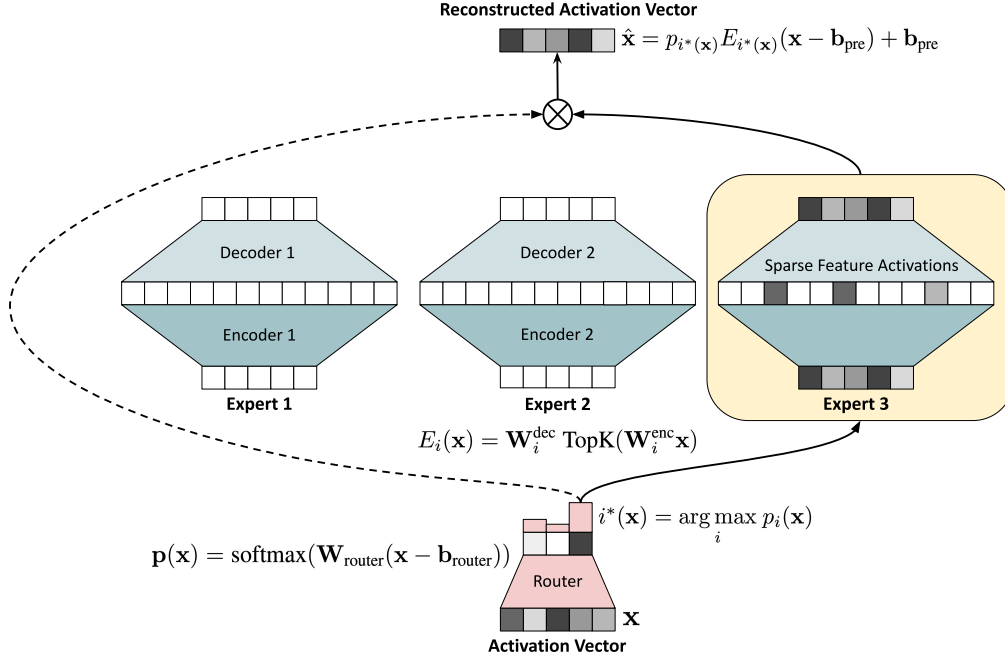 Reconstructed Activation Vector
x̂ = p_{i*(x)} E_{i*(x)}(x − b_pre) + b_pre
Decoder 1
Decoder 2
Sparse Feature Activations
Encoder 1
Encoder 2
Expert 1
Expert 2
Expert 3
E_i(x) = W_i^dec TopK(W_i^enc x)
i*(x) = arg max_i p_i(x)
p(x) = softmax(W_router(x − b_router))
Router
x
Activation Vector